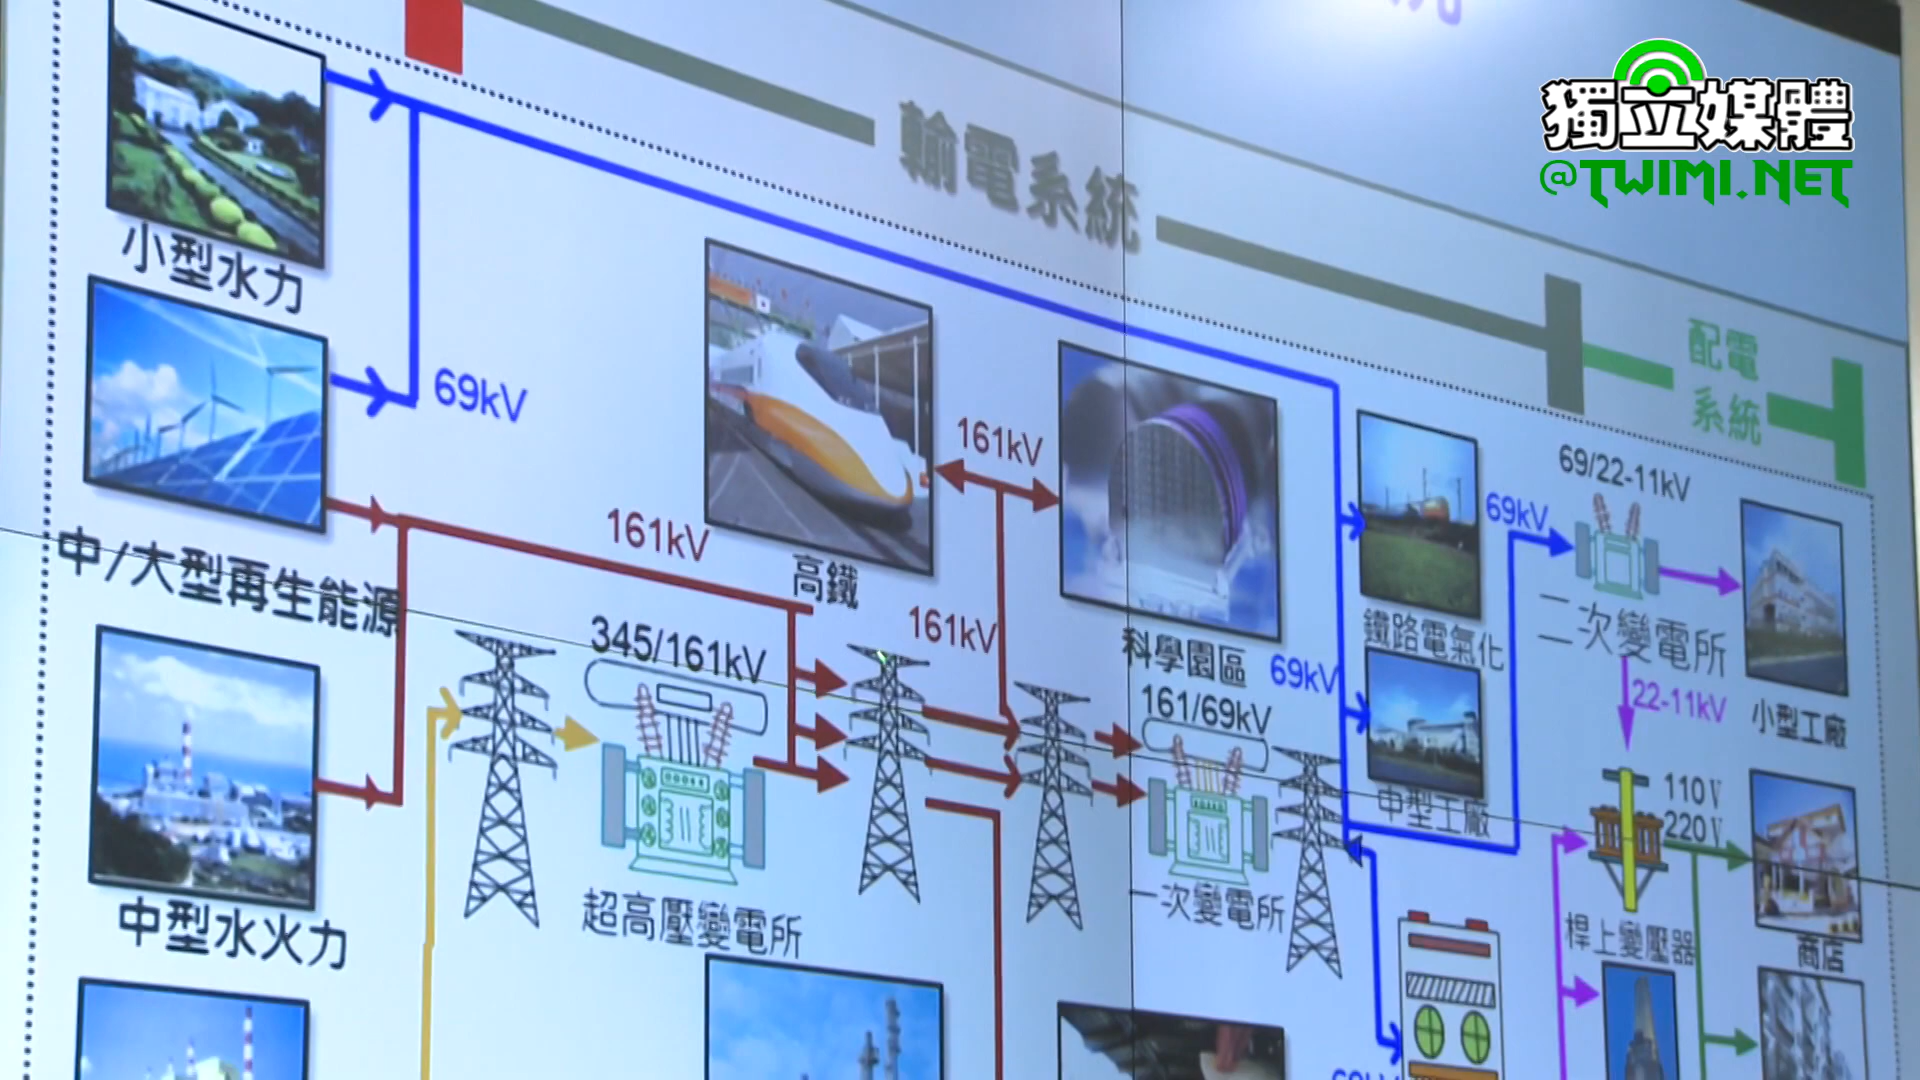 獨立媒體
@TWIMI.NET
輸電系統
配電
系統
小型水力
69kV
中/大型再生能源
161kV
高鐵
161kV
161kV
科學園區
345/161kV
超高壓變電所
161/69kV
一次變電所
69kV
鐵路電氣化
中型工廠
69kV
69/22-11kV
二次變電所
22-11kV
小型工廠
110V
220V
桿上變壓器
商店
中型水火力
69kV